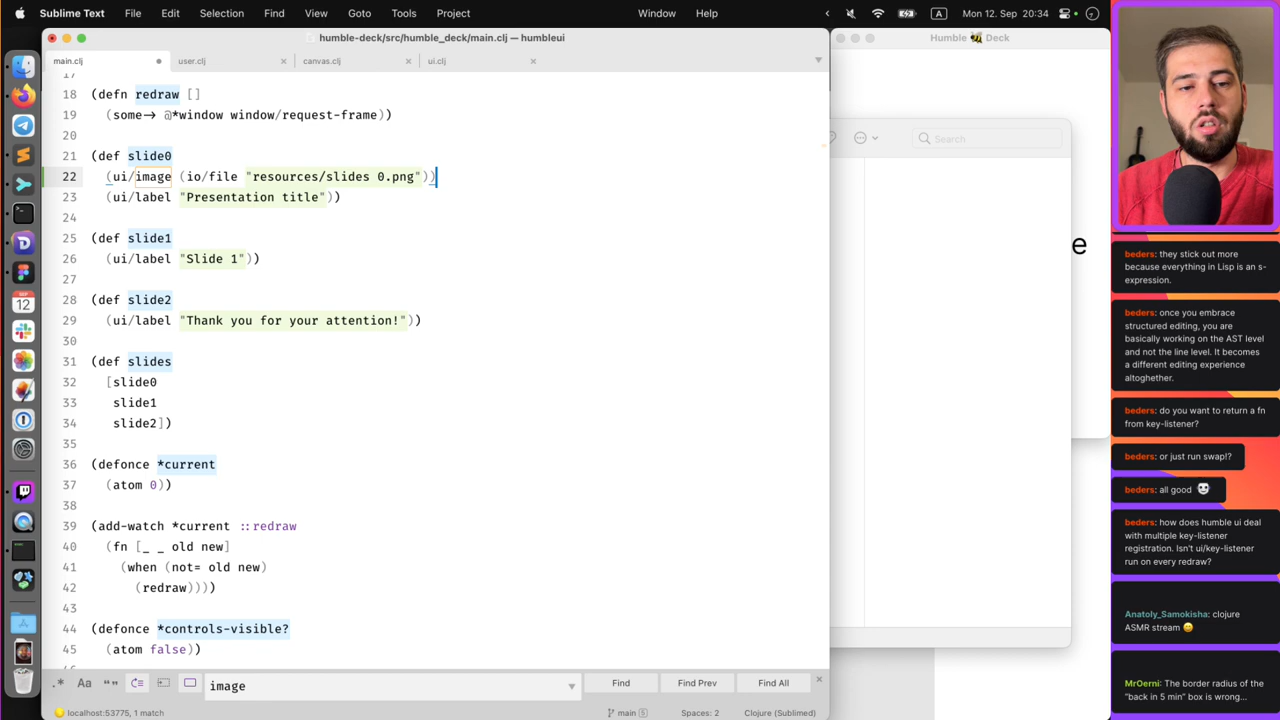 Sublime Text File Edit Selection Find View Goto Tools Project Window Help A Mon 12. Sep 20:34
humble-deck/src/humble_deck/main.clj — humbleui
Humble 🐝 Deck
main.clj user.clj canvas.clj ui.clj
17
18 (defn redraw []
19 (some-> @*window window/request-frame))
20
21 (def slide0
22 (ui/image (io/file "resources/slides 0.png"))
23 (ui/label "Presentation title"))
24
25 (def slide1
26 (ui/label "Slide 1"))
27
28 (def slide2
29 (ui/label "Thank you for your attention!"))
30
31 (def slides
32 [slide0
33 slide1
34 slide2])
35
36 (defonce *current
37 (atom 0))
38
39 (add-watch *current ::redraw
40 (fn [_ _ old new]
41 (when (not= old new)
42 (redraw))))
43
44 (defonce *controls-visible?
45 (atom false))
.* Aa “” image Find Find Prev Find All
localhost:53775, 1 match main 5 Spaces: 2 Clojure (Sublimed)
Search
e
SEP
12
beders: they stick out more
because everything in Lisp is an s-
expression.
beders: once you embrace
structured editing, you are
basically working on the AST level
and not the line level. It becomes
a different editing experience
altoghether.
beders: do you want to return a fn
from key-listener?
beders: or just run swap!?
beders: all good
beders: how does humble ui deal
with multiple key-listener
registration. Isn't ui/key-listener
run on every redraw?
Anatoly_Samokisha: clojure
ASMR stream 😄
MrOerni: The border radius of the
"back in 5 min" box is wrong...